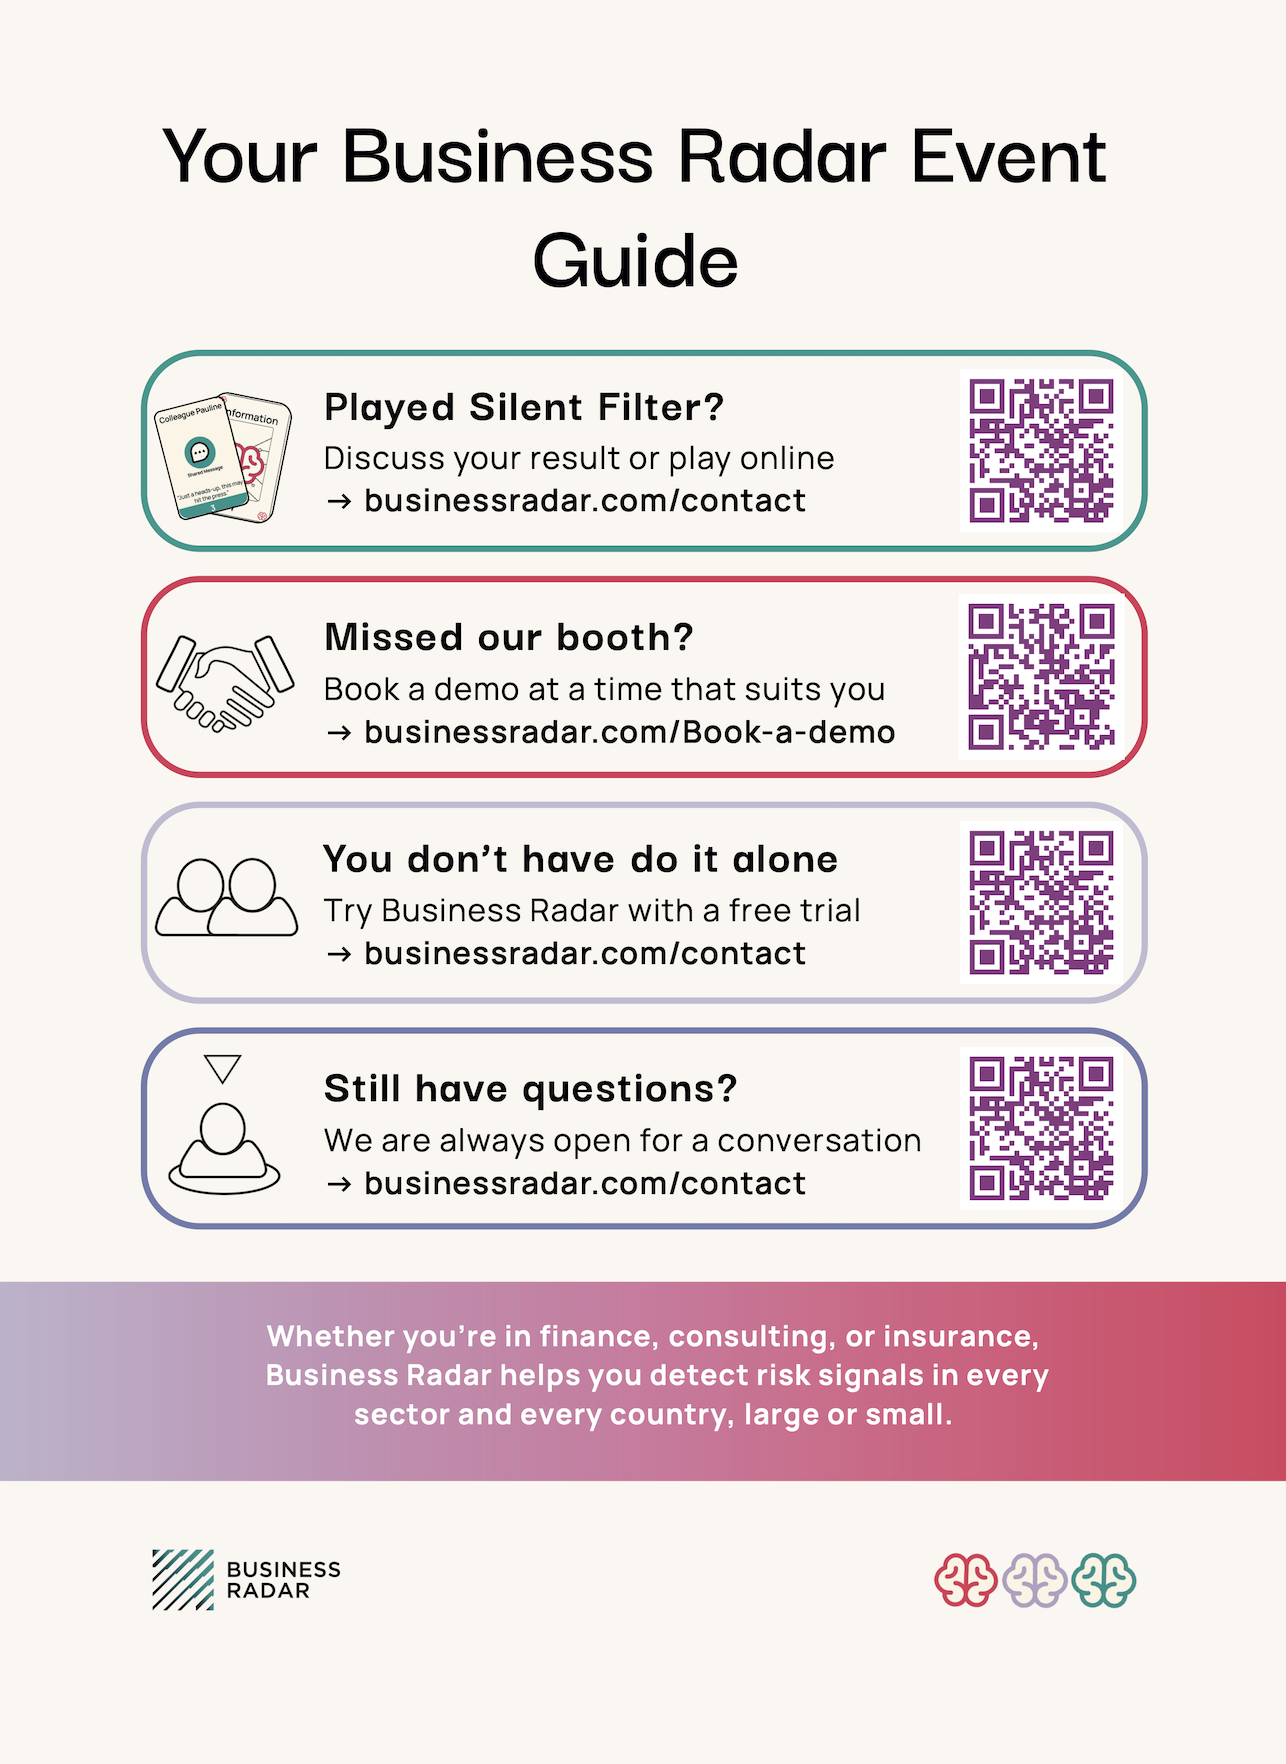 Your Business Radar Event
Guide
Colleague Pauline
Information
Shared Message
"Just a heads-up, this may
hit the press."
3
Played Silent Filter?
Discuss your result or play online
→ businessradar.com/contact
Missed our booth?
Book a demo at a time that suits you
→ businessradar.com/Book-a-demo
You don’t have do it alone
Try Business Radar with a free trial
→ businessradar.com/contact
Still have questions?
We are always open for a conversation
→ businessradar.com/contact
Whether you’re in finance, consulting, or insurance,
Business Radar helps you detect risk signals in every
sector and every country, large or small.
BUSINESS
RADAR